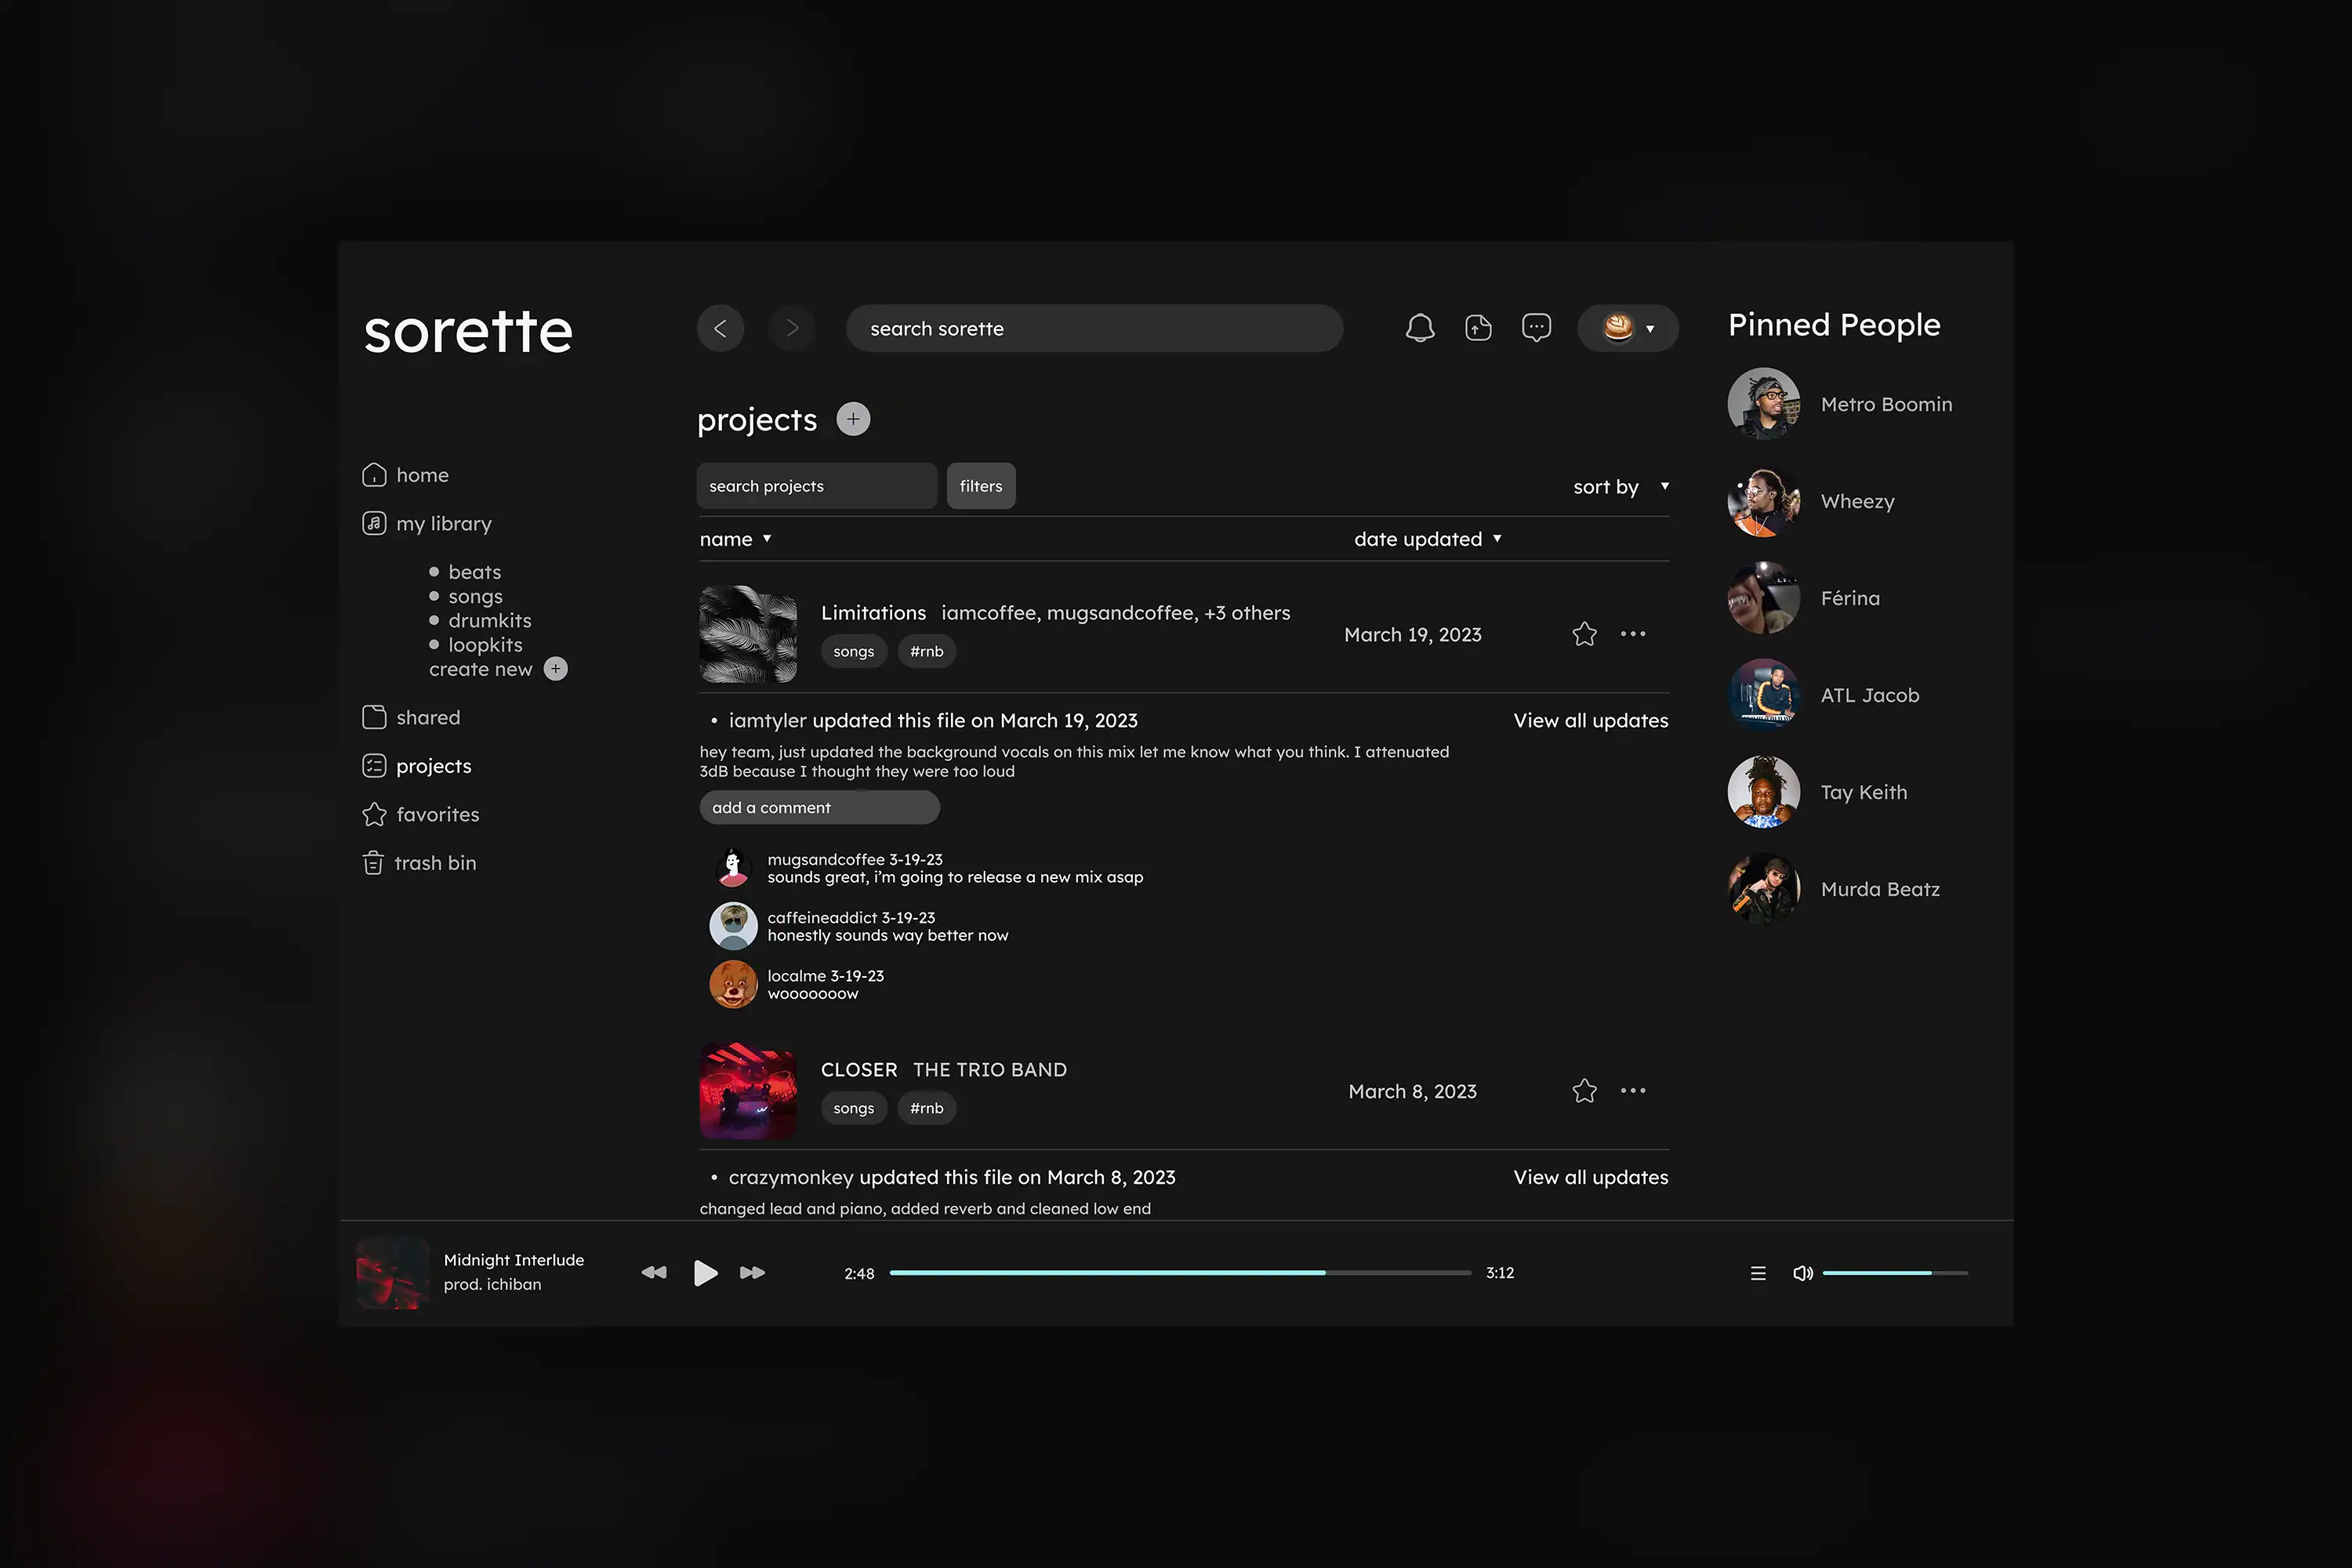 sorette
search sorette
Pinned People
Metro Boomin
Wheezy
Férina
ATL Jacob
Tay Keith
Murda Beatz
home
my library
beats
songs
drumkits
loopkits
create new
shared
projects
favorites
trash bin
projects
search projects
filters
sort by
name
date updated
Limitations iamcoffee, mugsandcoffee, +3 others
songs #rnb
March 19, 2023
iamtyler updated this file on March 19, 2023
View all updates
hey team, just updated the background vocals on this mix let me know what you think. I attenuated
3dB because I thought they were too loud
add a comment
mugsandcoffee 3-19-23
sounds great, i'm going to release a new mix asap
caffeineaddict 3-19-23
honestly sounds way better now
localme 3-19-23
wooooooow
CLOSER THE TRIO BAND
songs #rnb
March 8, 2023
crazymonkey updated this file on March 8, 2023
View all updates
changed lead and piano, added reverb and cleaned low end
Midnight Interlude
prod. ichiban
2:48
3:12